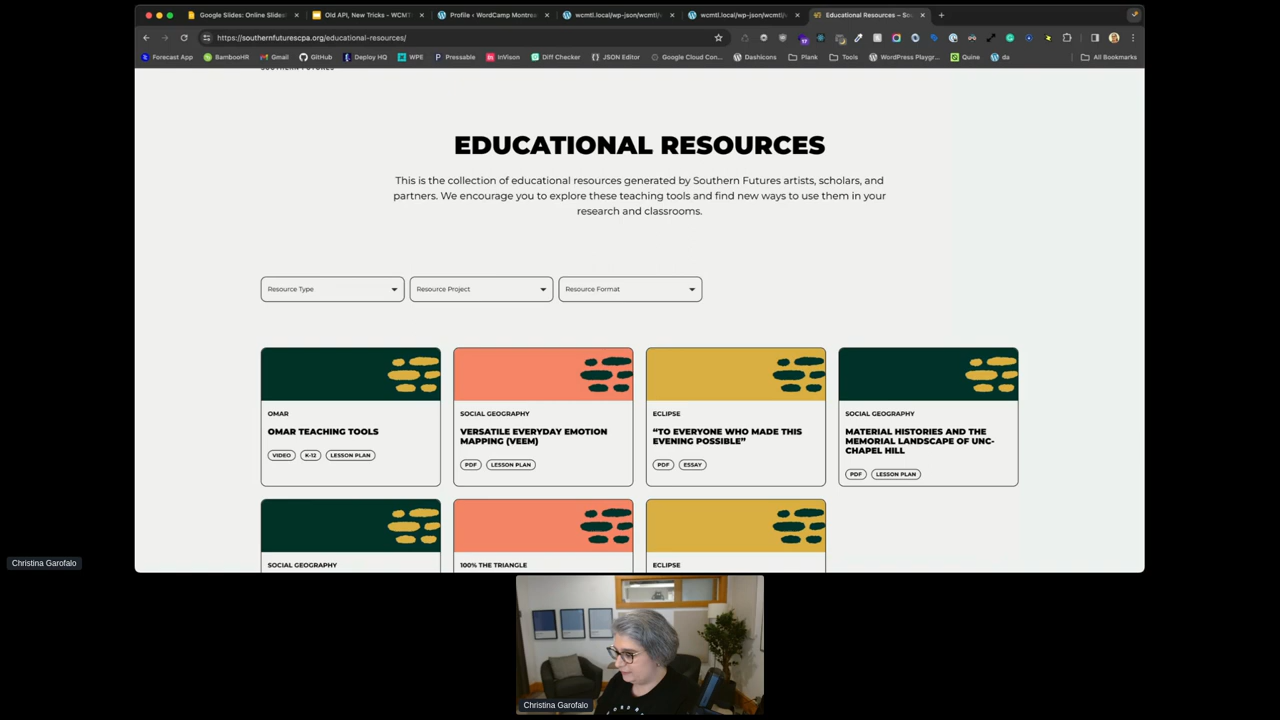 Google Slides: Online Slides
Old API, New Tricks – WCMT
Profile ‹ WordCamp Montre
wcmtl.local/wp-json/wcmtl/
wcmtl.local/wp-json/wcmtl/
Educational Resources – So
https://southernfuturescpa.org/educational-resources/
Forecast App
BambooHR
Gmail
GitHub
Deploy HQ
WPE
Pressable
InVison
Diff Checker
JSON Editor
Google Cloud Con...
Dashicons
Plank
Tools
WordPress Playgr...
Quine
da
All Bookmarks
EDUCATIONAL RESOURCES
This is the collection of educational resources generated by Southern Futures artists, scholars, and
partners. We encourage you to explore these teaching tools and find new ways to use them in your
research and classrooms.
Resource Type
Resource Project
Resource Format
OMAR
OMAR TEACHING TOOLS
VIDEO K-12 LESSON PLAN
SOCIAL GEOGRAPHY
VERSATILE EVERYDAY EMOTION
MAPPING (VEEM)
PDF LESSON PLAN
ECLIPSE
“TO EVERYONE WHO MADE THIS
EVENING POSSIBLE”
PDF ESSAY
SOCIAL GEOGRAPHY
MATERIAL HISTORIES AND THE
MEMORIAL LANDSCAPE OF UNC-
CHAPEL HILL
PDF LESSON PLAN
SOCIAL GEOGRAPHY
100% THE TRIANGLE
ECLIPSE
Christina Garofalo
Christina Garofalo